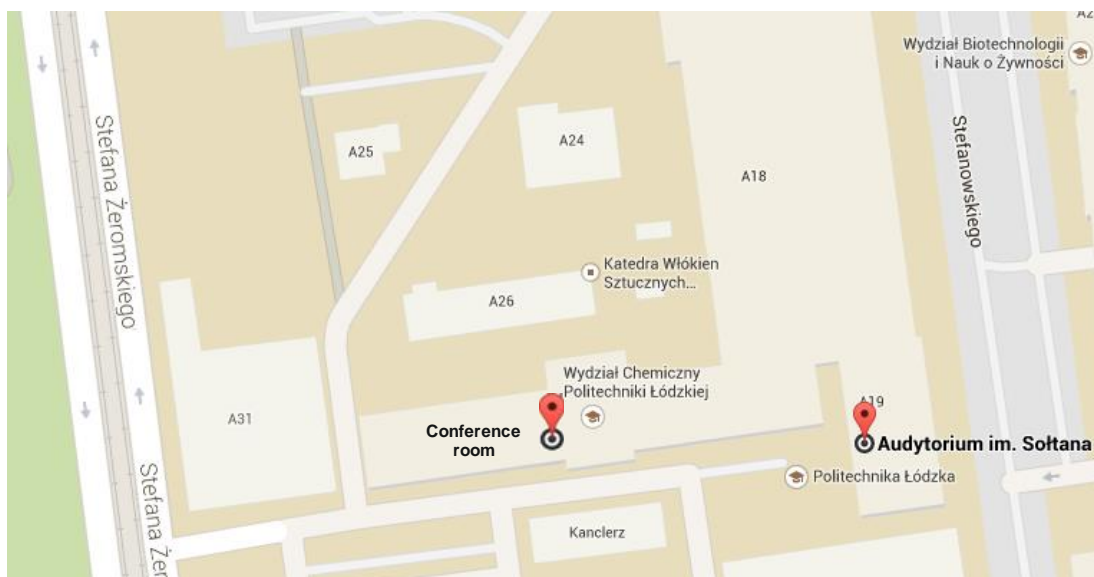 A2
Wydział Biotechnologii
i Nauk o Żywności
Stefana Żeromskiego
A25
A24
A18
Stefanowskiego
Katedra Włókien
Sztucznych...
A26
Wydział Chemiczny
Politechniki Łódzkiej
A31
Conference
room
A19
Audytorium im. Sołtana
Politechnika Łódzka
Stefana Że
Kanclerz